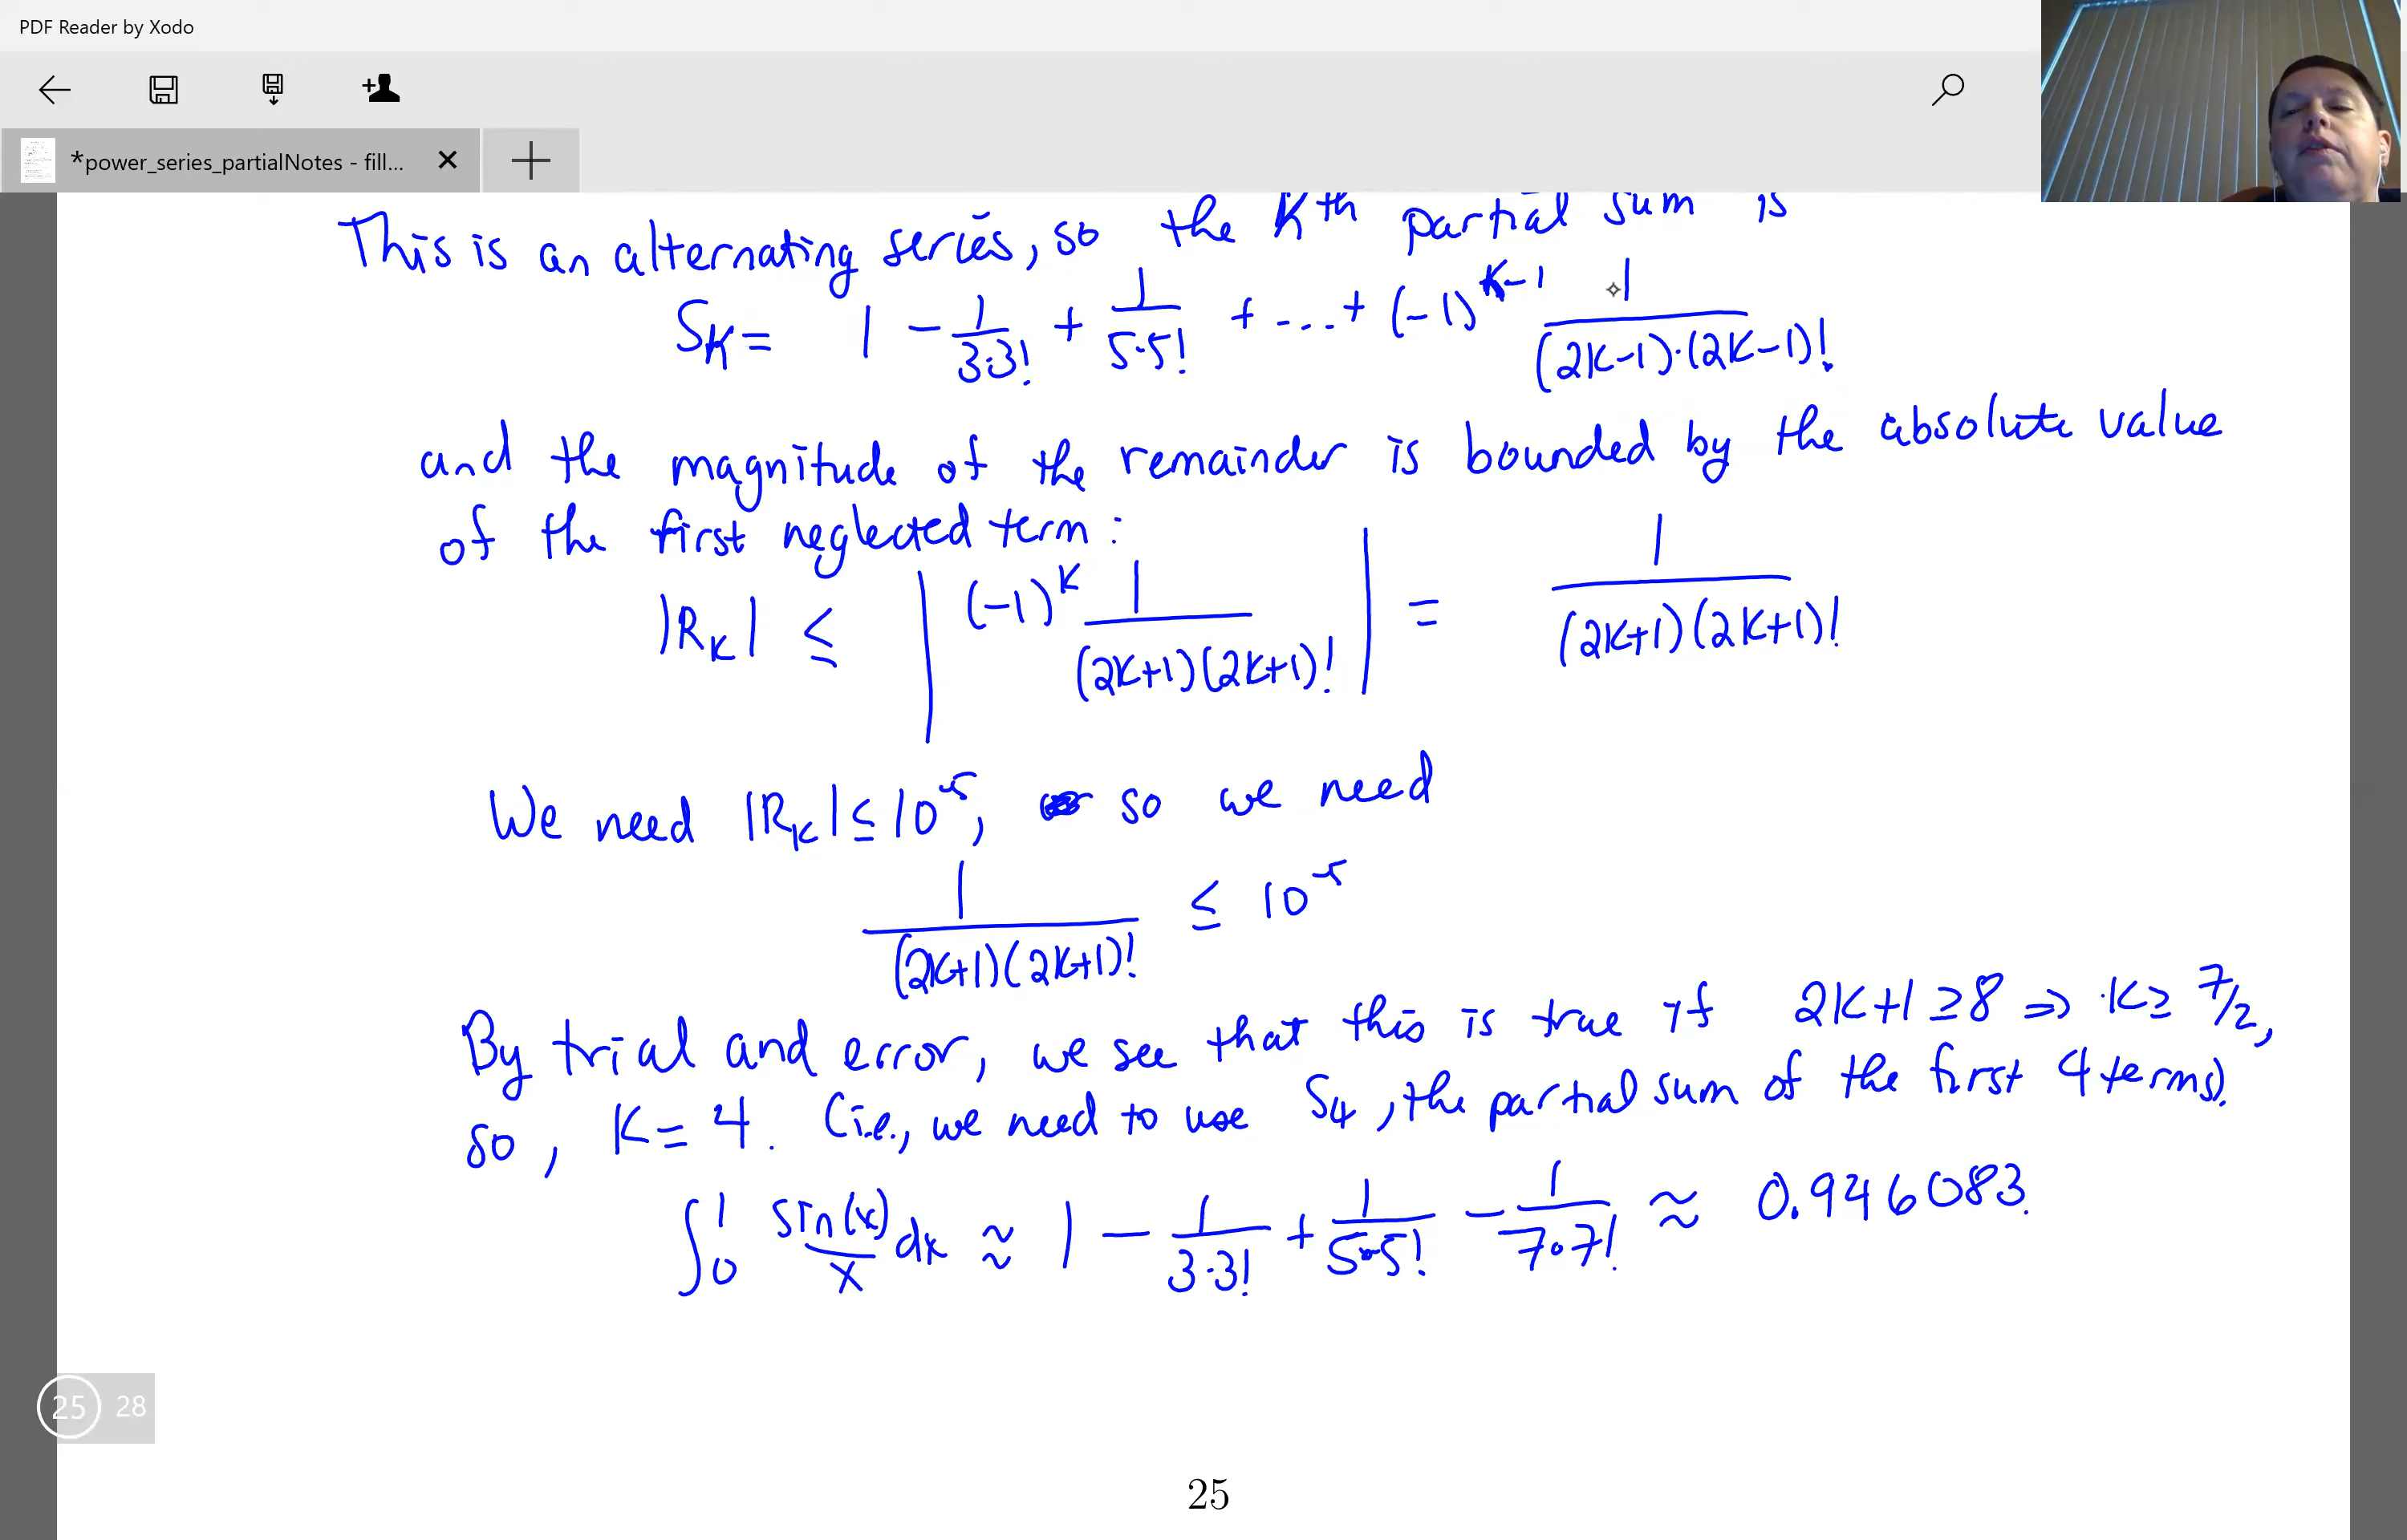 PDF Reader by Xodo
*power_series_partialNotes - fill...
This is an alternating series, so the Kth partial sum is
S_K = 1 - 1/(3·3!) + 1/(5·5!) + -...+ (-1)^(K-1) 1/((2K-1)·(2K-1)!)
and the magnitude of the remainder is bounded by the absolute value
of the first neglected term:
|R_K| ≤ |(-1)^K 1/((2K+1)(2K+1)!)| = 1/((2K+1)(2K+1)!)
We need |R_K| ≤ 10^-5, so we need
1/((2K+1)(2K+1)!) ≤ 10^-5
By trial and error, we see that this is true if 2K+1 ≥ 8 ⇒ K ≥ 7/2,
so, K = 4. (i.e., we need to use S_4, the partial sum of the first 4 terms).
∫_0^1 sin(x)/x dx ≈ 1 - 1/(3·3!) + 1/(5·5!) - 1/(7·7!) ≈ 0.946083.
25 28
25